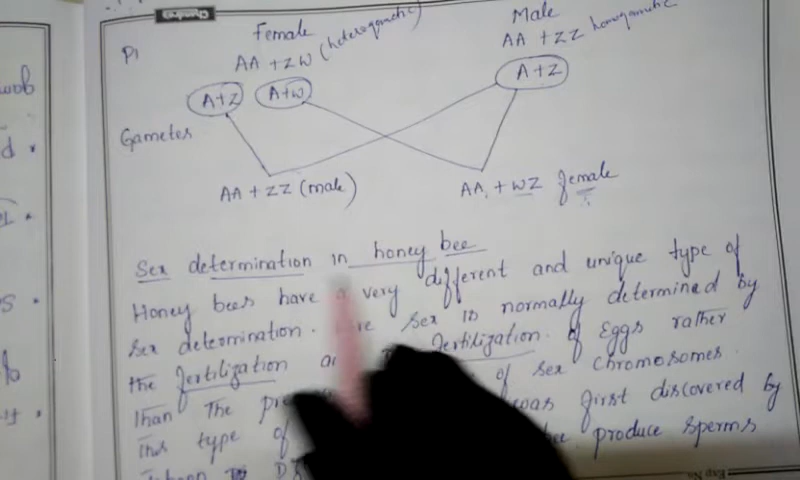 Female Male
P1 AA + ZW (heterogametic) AA + ZZ homogametic
A+Z A+W A+Z
Gametes
AA + ZZ (male) AA + WZ female
Sex determination in honey bee
Honey bees have a very different and unique type of
sex determination. sex is normally determined by
the fertilization fertilization of Eggs rather
Than The of sex chromosomes.
This type of was first discovered by
produce sperms